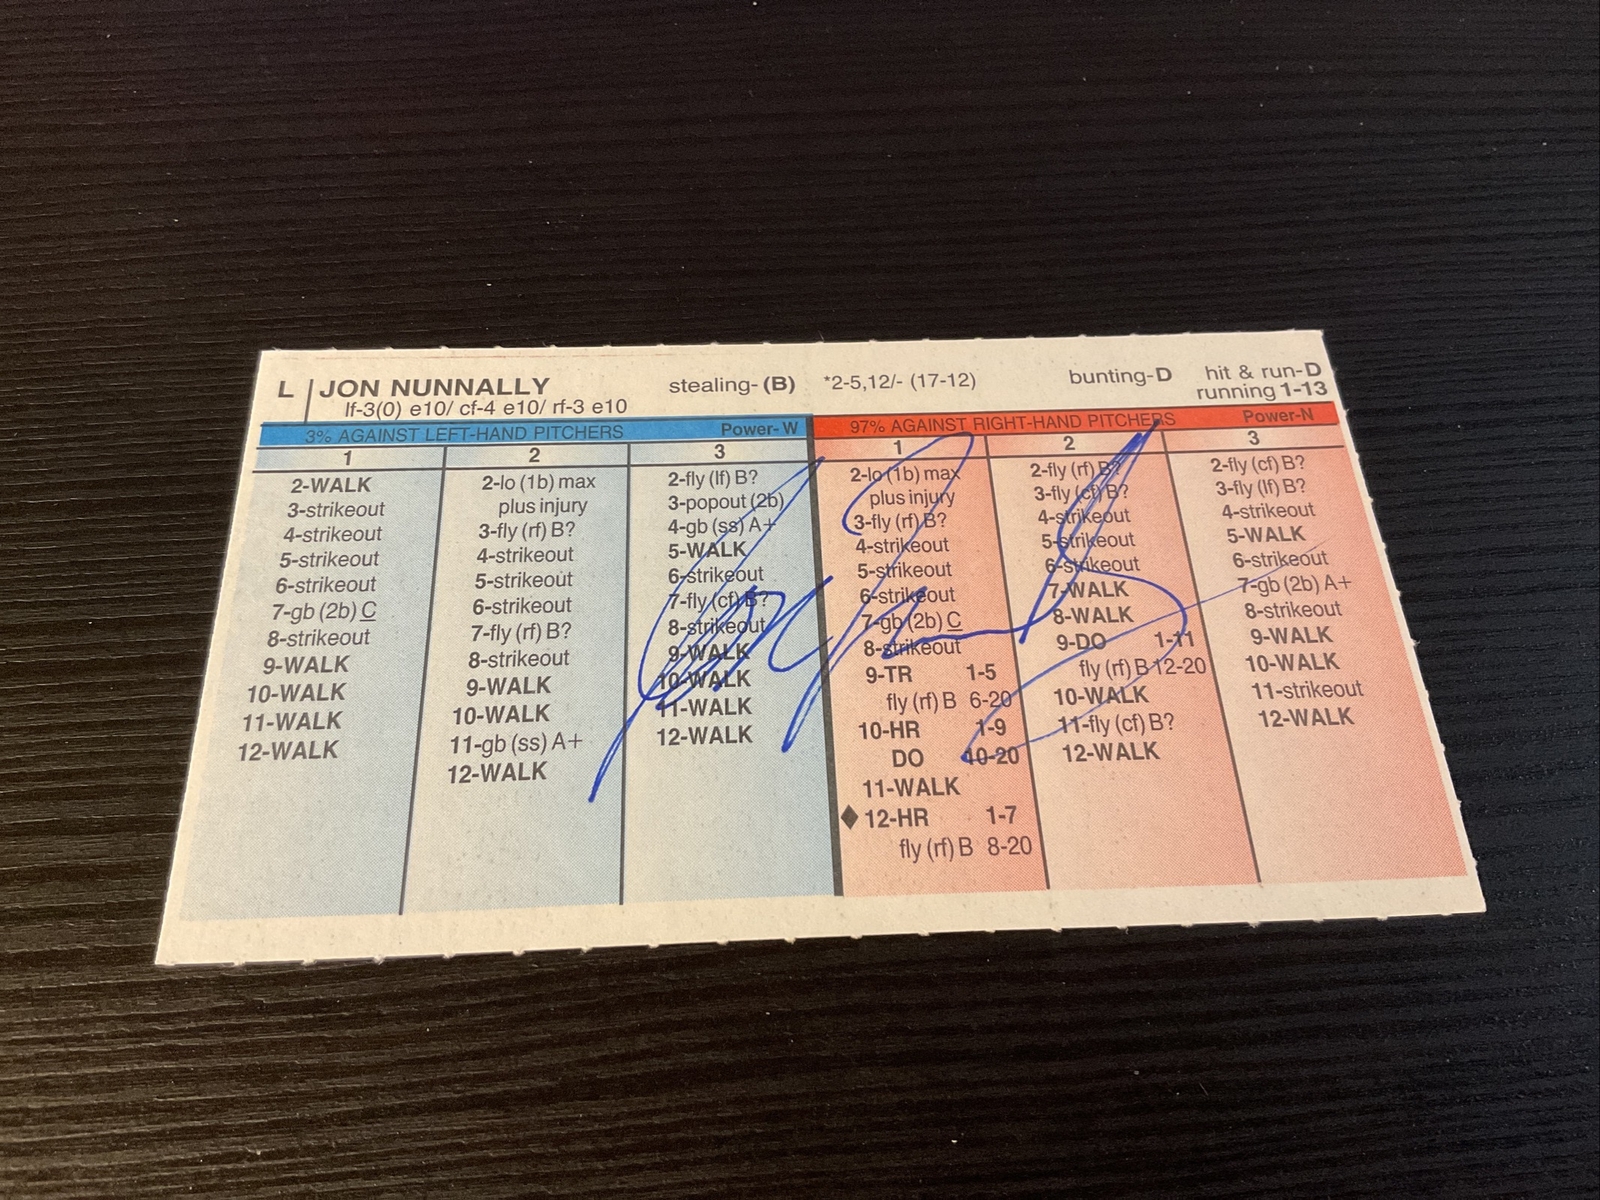 L JON NUNNALLY stealing- (B) *2-5,12/- (17-12) bunting-D hit & run-D
lf-3(0) e10/ cf-4 e10/ rf-3 e10 running 1-13
3% AGAINST LEFT-HAND PITCHERS Power- W
1
2-WALK
3-strikeout
4-strikeout
5-strikeout
6-strikeout
7-gb (2b) C
8-strikeout
9-WALK
10-WALK
11-WALK
12-WALK
2
2-lo (1b) max
plus injury
3-fly (rf) B?
4-strikeout
5-strikeout
6-strikeout
7-fly (rf) B?
8-strikeout
9-WALK
10-WALK
11-gb (ss) A+
12-WALK
3
2-fly (lf) B?
3-popout (2b)
4-gb (ss) A+
5-WALK
6-strikeout
7-fly (cf) B?
8-strikeout
9-WALK
10-WALK
11-WALK
12-WALK
97% AGAINST RIGHT-HAND PITCHERS Power-N
1
2-lo (1b) max
plus injury
3-fly (rf) B?
4-strikeout
5-strikeout
6-strikeout
7-gb (2b) C
8-strikeout
9-TR 1-5
fly (rf) B 6-20
10-HR 1-9
DO 10-20
11-WALK
♦ 12-HR 1-7
fly (rf) B 8-20
2
2-fly (rf) B?
3-fly (cf) B?
4-strikeout
5-strikeout
6-strikeout
7-WALK
8-WALK
9-DO 1-11
fly (rf) B 12-20
10-WALK
11-fly (cf) B?
12-WALK
3
2-fly (cf) B?
3-fly (lf) B?
4-strikeout
5-WALK
6-strikeout
7-gb (2b) A+
8-strikeout
9-WALK
10-WALK
11-strikeout
12-WALK